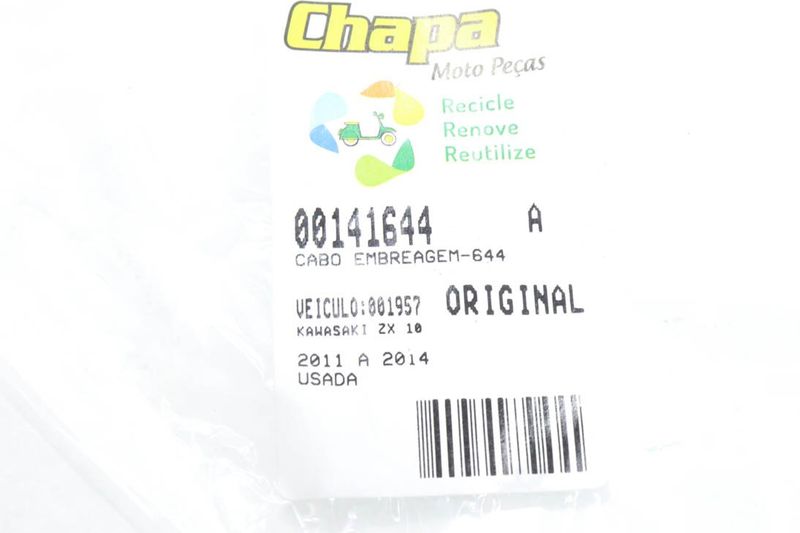 Chapa
Moto Peças
Recicle
Renove
Reutilize
00141644 A
CABO EMBREAGEM-644
VEICULO:001957 ORIGINAL
KAWASAKI ZX 10
2011 A 2014
USADA